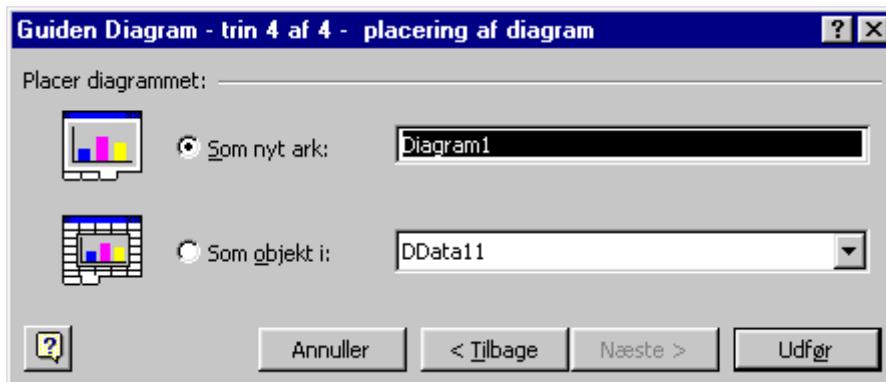 Guiden Diagram - trin 4 af 4 - placering af diagram
Placer diagrammet:
Som nyt ark:
Diagram1
Som objekt i:
DData11
Annuller
< Tilbage
Næste >
Udfør